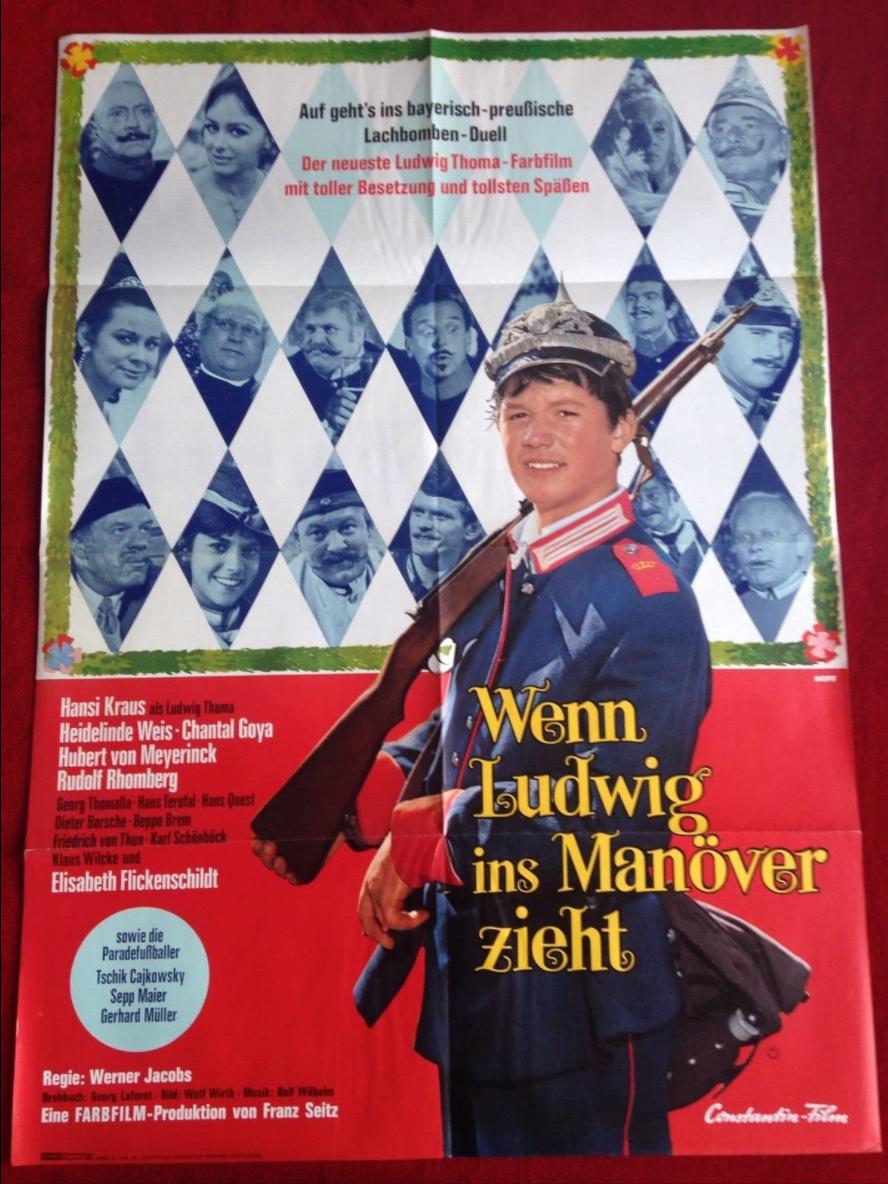 Auf geht's ins bayerisch-preußische
Lachbomben-Duell
Der neueste Ludwig Thoma-Farbfilm
mit toller Besetzung und tollsten Späßen
Hansi Kraus als Ludwig Thoma
Heidelinde Weis · Chantal Goya
Hubert von Meyerinck
Rudolf Rhomberg
Georg Thomalla · Hans Terofal · Hans Quest
Dieter Borsche · Beppo Brem
Friedrich von Thun · Karl Schönböck
Klaus Wilcke und
Elisabeth Flickenschildt
sowie die
Paradefußballer
Tschik Cajkowsky
Sepp Maier
Gerhard Müller
Wenn
Ludwig
ins Manöver
zieht
Regie: Werner Jacobs
Drehbuch: Georg Laforet · Bild: Wolf Wirth · Musik: Rolf Wilhelm
Eine FARBFILM-Produktion von Franz Seitz
Constantin-Film